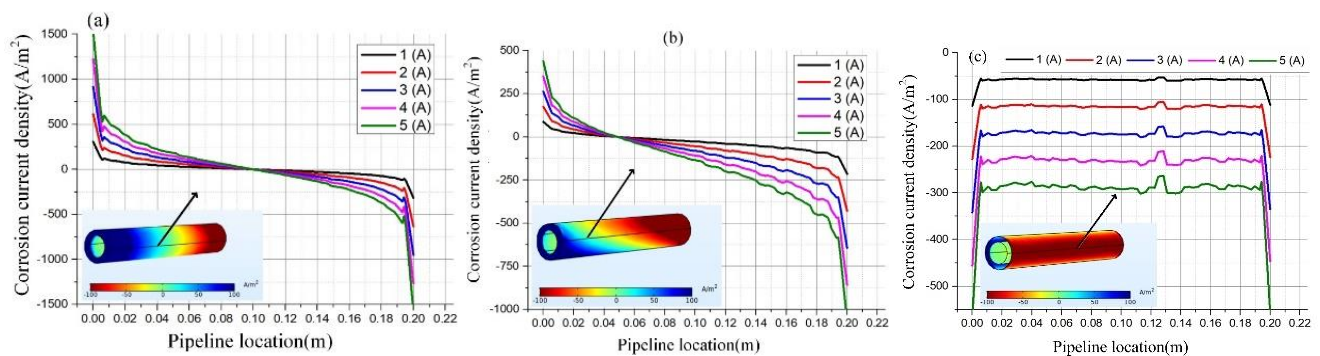 (a)
Corrosion current density(A/m²)
1500
1000
500
0
-500
-1000
1500
1 (A)
2 (A)
3 (A)
4 (A)
5 (A)
A/m²
-100 -50 0 50 100
0.00 0.02 0.04 0.06 0.08 0.10 0.12 0.14 0.16 0.18 0.20 0.22
Pipeline location(m)
(b)
Corrosion current density(A/m²)
500
250
0
-250
-500
-750
-1000
1 (A)
2 (A)
3 (A)
4 (A)
5 (A)
A/m²
-100 -50 0 50 100
0.00 0.02 0.04 0.06 0.08 0.10 0.12 0.14 0.16 0.18 0.20 0.22
Pipeline location(m)
(c)
1 (A) 2 (A) 3 (A) 4 (A) 5 (A)
Corrosion current density(A/m²)
0
-100
-200
-300
-400
-500
A/m²
-100 -50 0 50 100
0.00 0.02 0.04 0.06 0.08 0.10 0.12 0.14 0.16 0.18 0.20 0.22
Pipeline location(m)